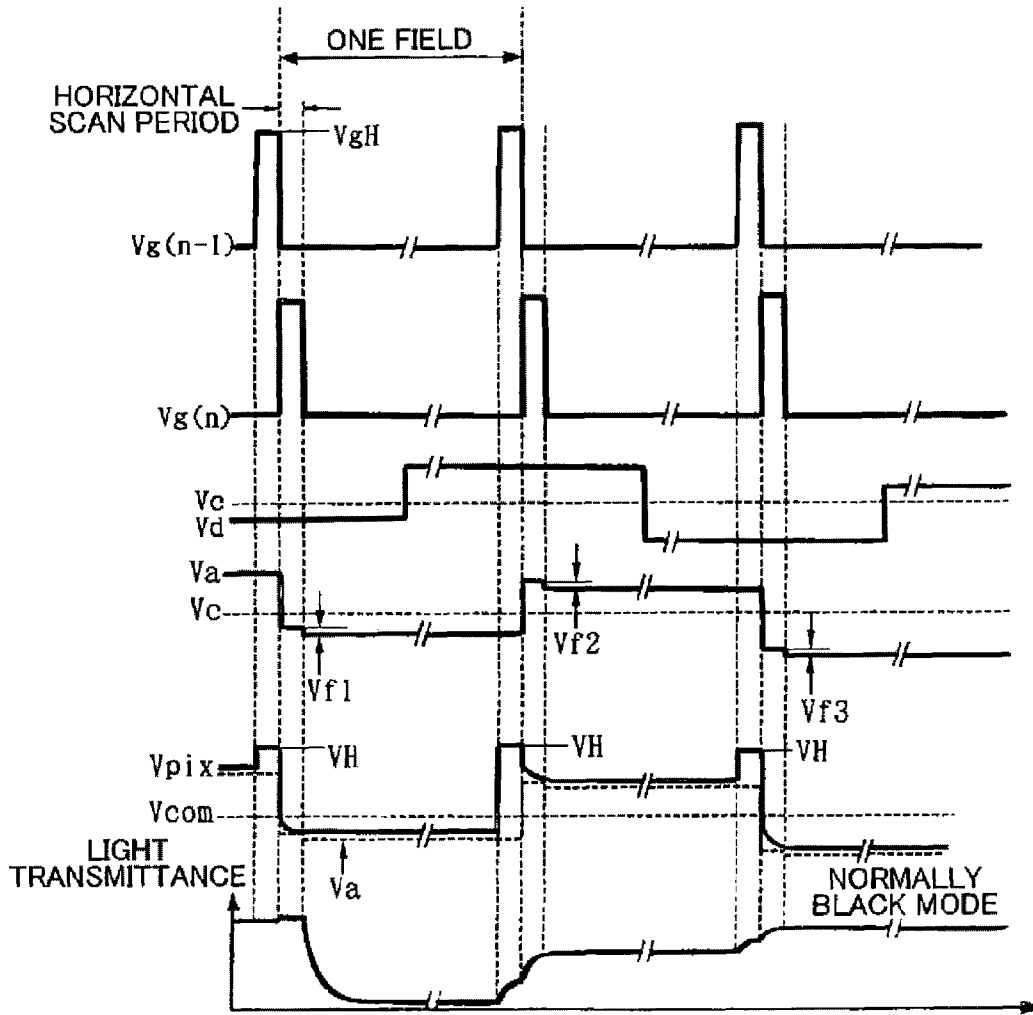 ONE FIELD
HORIZONTAL
SCAN PERIOD
VgH
Vg(n-1)
Vg(n)
Vc
Vd
Va
Vc
Vf1
Vf2
Vf3
VH
VH
VH
Vpix
Vcom
Va
LIGHT
TRANSMITTANCE
NORMALLY
BLACK MODE